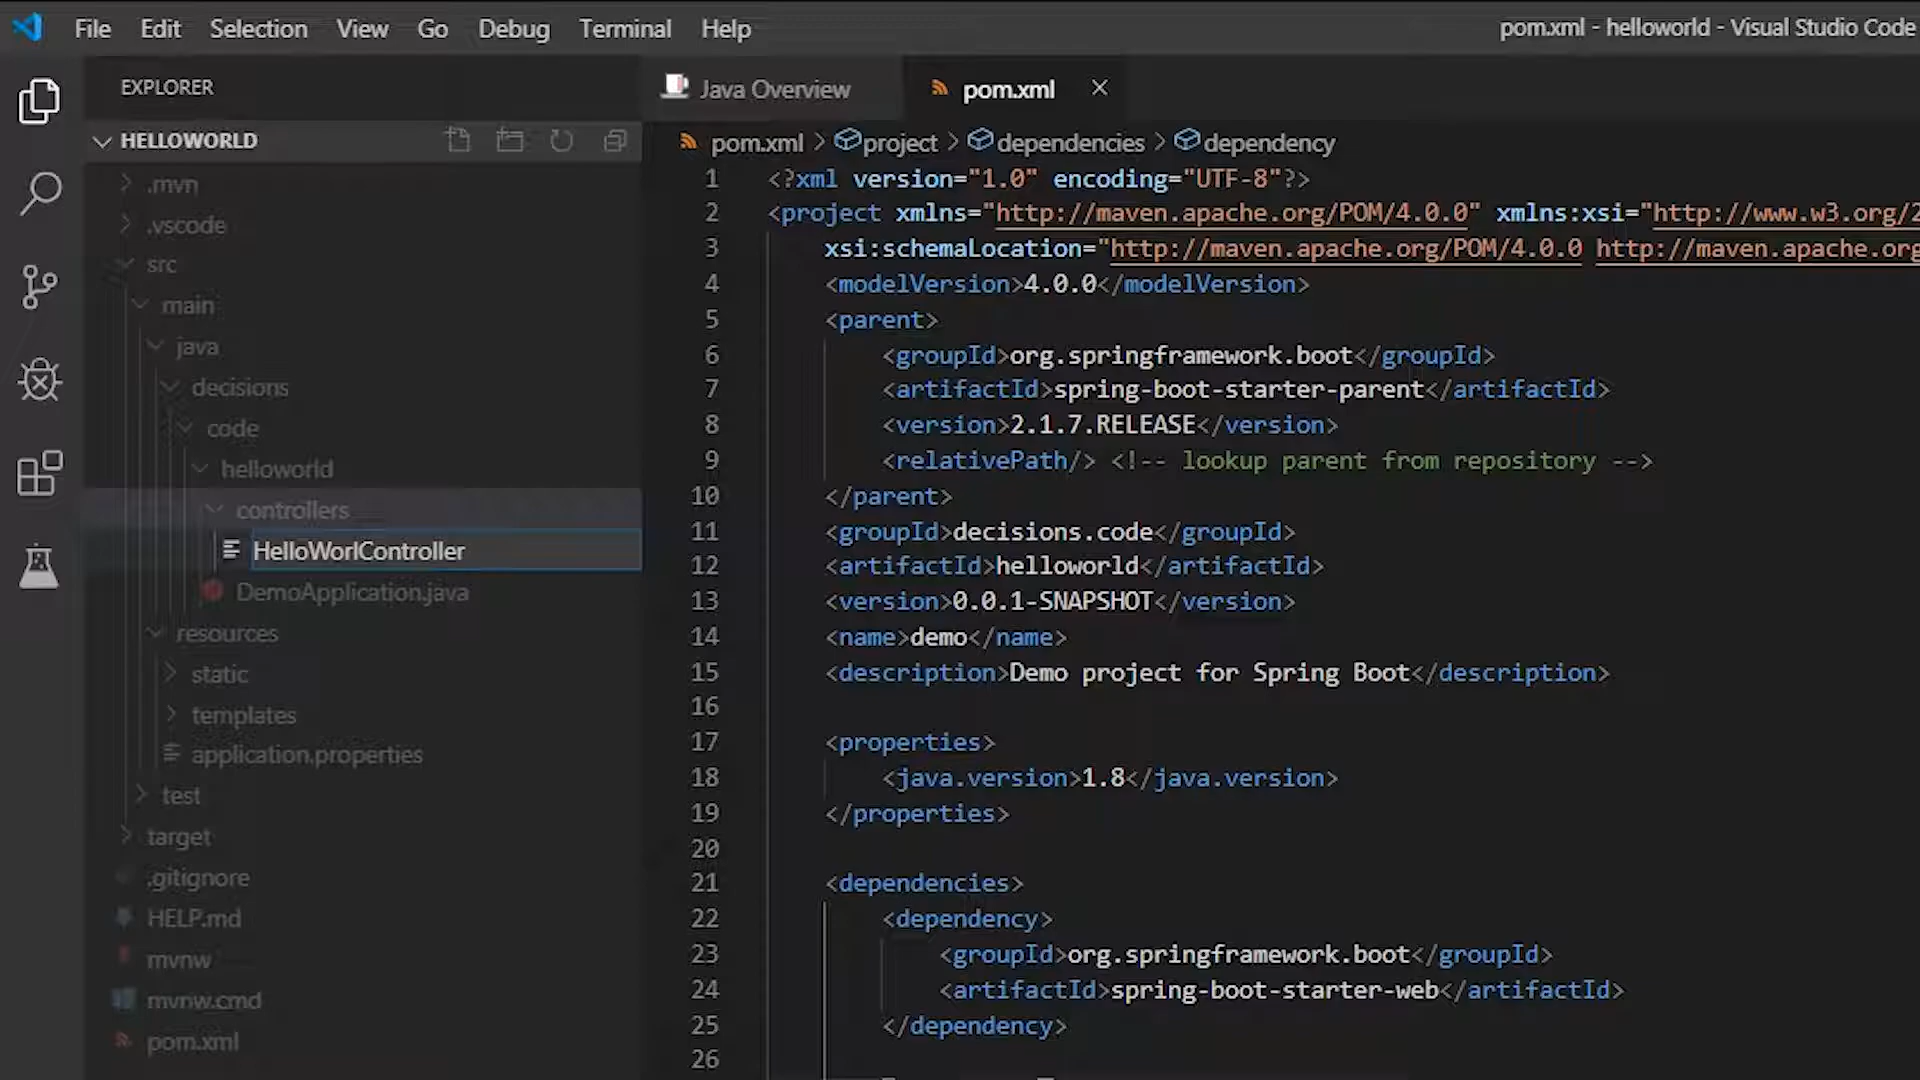 File Edit Selection View Go Debug Terminal Help
pom.xml - helloworld - Visual Studio Code
EXPLORER
HELLOWORLD
.mvn
.vscode
src
main
java
decisions
code
helloworld
controllers
HelloWorlController
DemoApplication.java
resources
static
templates
application.properties
test
target
.gitignore
HELP.md
mvnw
mvnw.cmd
pom.xml
Java Overview
pom.xml
pom.xml > project > dependencies > dependency
1 <?xml version="1.0" encoding="UTF-8"?>
2 <project xmlns="http://maven.apache.org/POM/4.0.0" xmlns:xsi="http://www.w3.org/2
3 xsi:schemaLocation="http://maven.apache.org/POM/4.0.0 http://maven.apache.org
4 <modelVersion>4.0.0</modelVersion>
5 <parent>
6 <groupId>org.springframework.boot</groupId>
7 <artifactId>spring-boot-starter-parent</artifactId>
8 <version>2.1.7.RELEASE</version>
9 <relativePath/> <!-- lookup parent from repository -->
10 </parent>
11 <groupId>decisions.code</groupId>
12 <artifactId>helloworld</artifactId>
13 <version>0.0.1-SNAPSHOT</version>
14 <name>demo</name>
15 <description>Demo project for Spring Boot</description>
16
17 <properties>
18 <java.version>1.8</java.version>
19 </properties>
20
21 <dependencies>
22 <dependency>
23 <groupId>org.springframework.boot</groupId>
24 <artifactId>spring-boot-starter-web</artifactId>
25 </dependency>
26